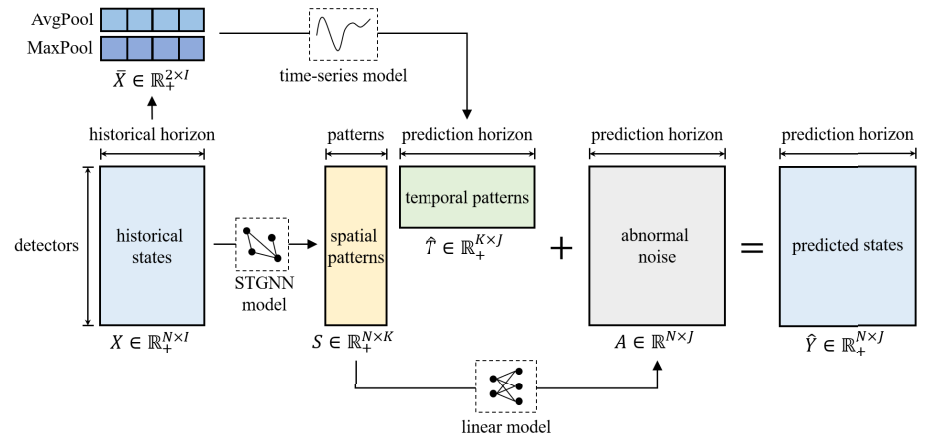 AvgPool
MaxPool
X̄ ∈ ℝ₊^{2×I}
time-series model
historical horizon
patterns
prediction horizon
prediction horizon
prediction horizon
detectors
historical
states
STGNN
model
spatial
patterns
temporal patterns
T̂ ∈ ℝ₊^{K×J}
+
abnormal
noise
=
predicted states
X ∈ ℝ₊^{N×I}
S ∈ ℝ₊^{N×K}
A ∈ ℝ^{N×J}
Ŷ ∈ ℝ₊^{N×J}
linear model